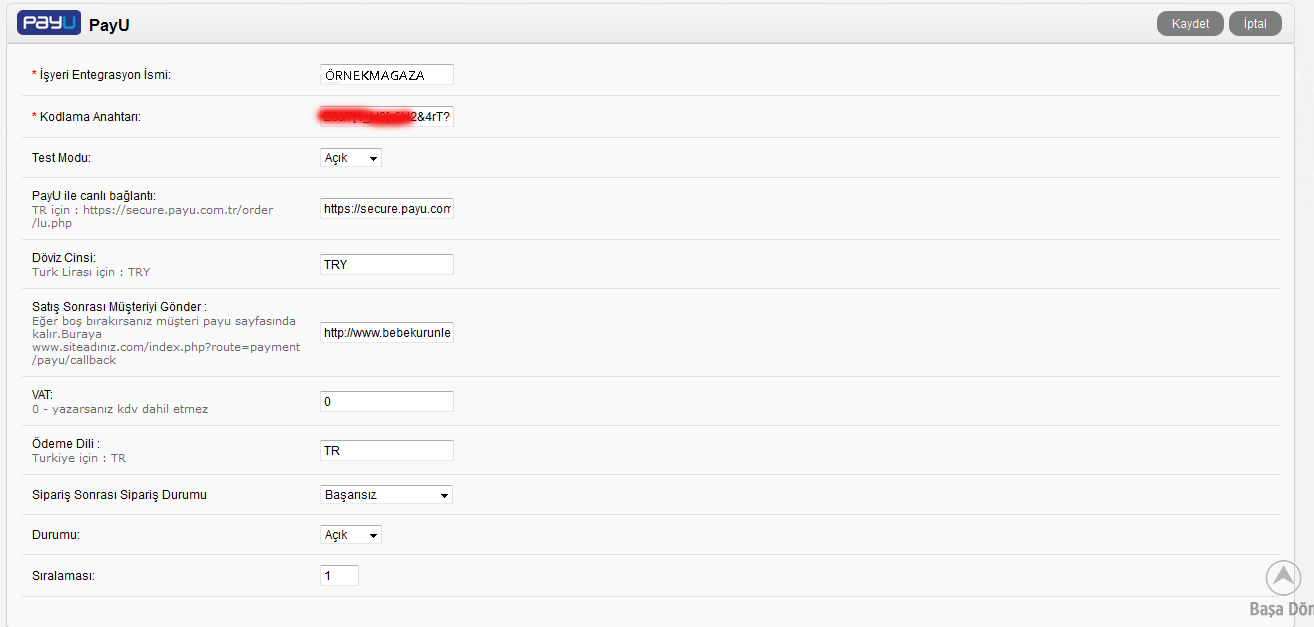 PayU PayU Kaydet İptal
* İşyeri Entegrasyon İsmi: ÖRNEKMAGAZA
* Kodlama Anahtarı: 2&4rT?
Test Modu: Açık
PayU ile canlı bağlantı:
TR için : https://secure.payu.com.tr/order
/lu.php
https://secure.payu.com
Döviz Cinsi:
Turk Lirası için : TRY
TRY
Satış Sonrası Müşteriyi Gönder :
Eğer boş bırakırsanız müşteri payu sayfasında
kalır.Buraya
www.siteadınız.com/index.php?route=payment
/payu/callback
http://www.bebekurunle
VAT:
0 - yazarsanız kdv dahil etmez
0
Ödeme Dili :
Turkiye için : TR
TR
Sipariş Sonrası Sipariş Durumu Başarısız
Durumu: Açık
Sıralaması: 1
Başa Dön